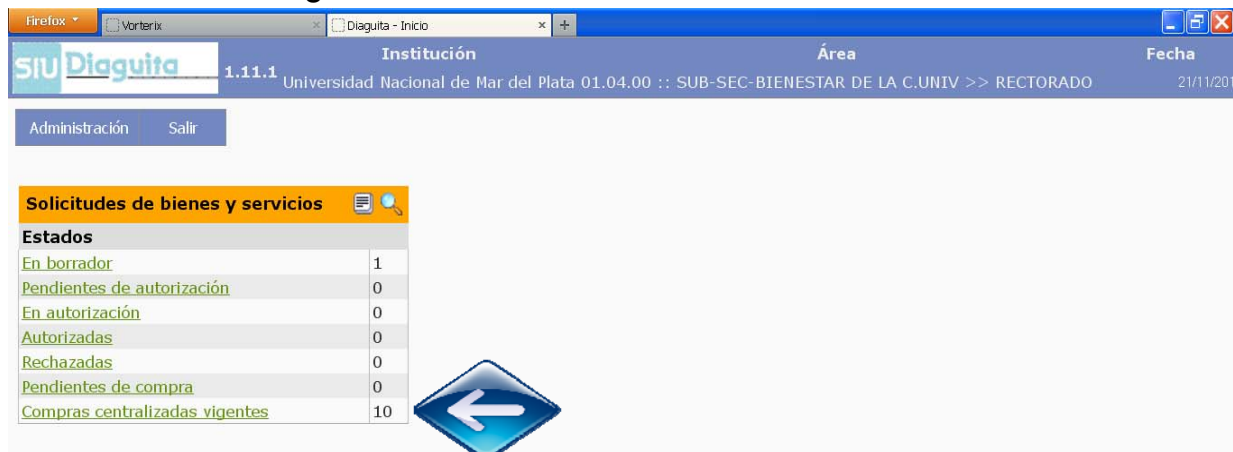 Firefox
Vorterix
Diaguita - Inicio
SIU Diaguita 1.11.1
Institución
Universidad Nacional de Mar del Plata 01.04.00 :: SUB-SEC-BIENESTAR DE LA C.UNIV >> RECTORADO
Área
Fecha
21/11/201
Administración Salir
Solicitudes de bienes y servicios
Estados
En borrador 1
Pendientes de autorización 0
En autorización 0
Autorizadas 0
Rechazadas 0
Pendientes de compra 0
Compras centralizadas vigentes 10